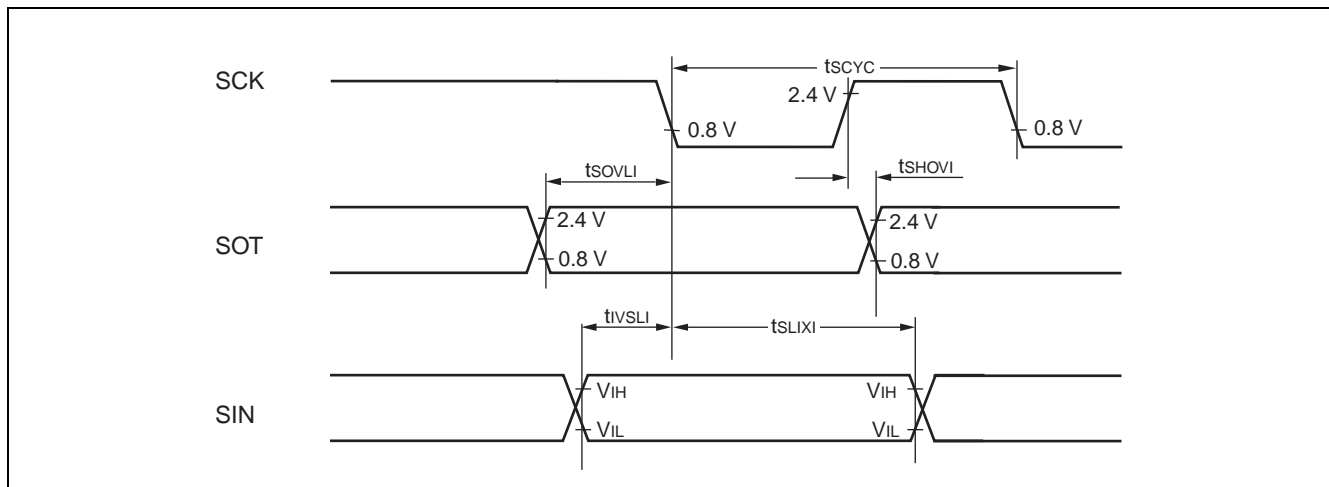 tSCYC
SCK
2.4 V
0.8 V
0.8 V
tSOVLI
tSHOVI
SOT
2.4 V
0.8 V
2.4 V
0.8 V
tIVSLI
tSLIXI
SIN
VIH
VIL
VIH
VIL